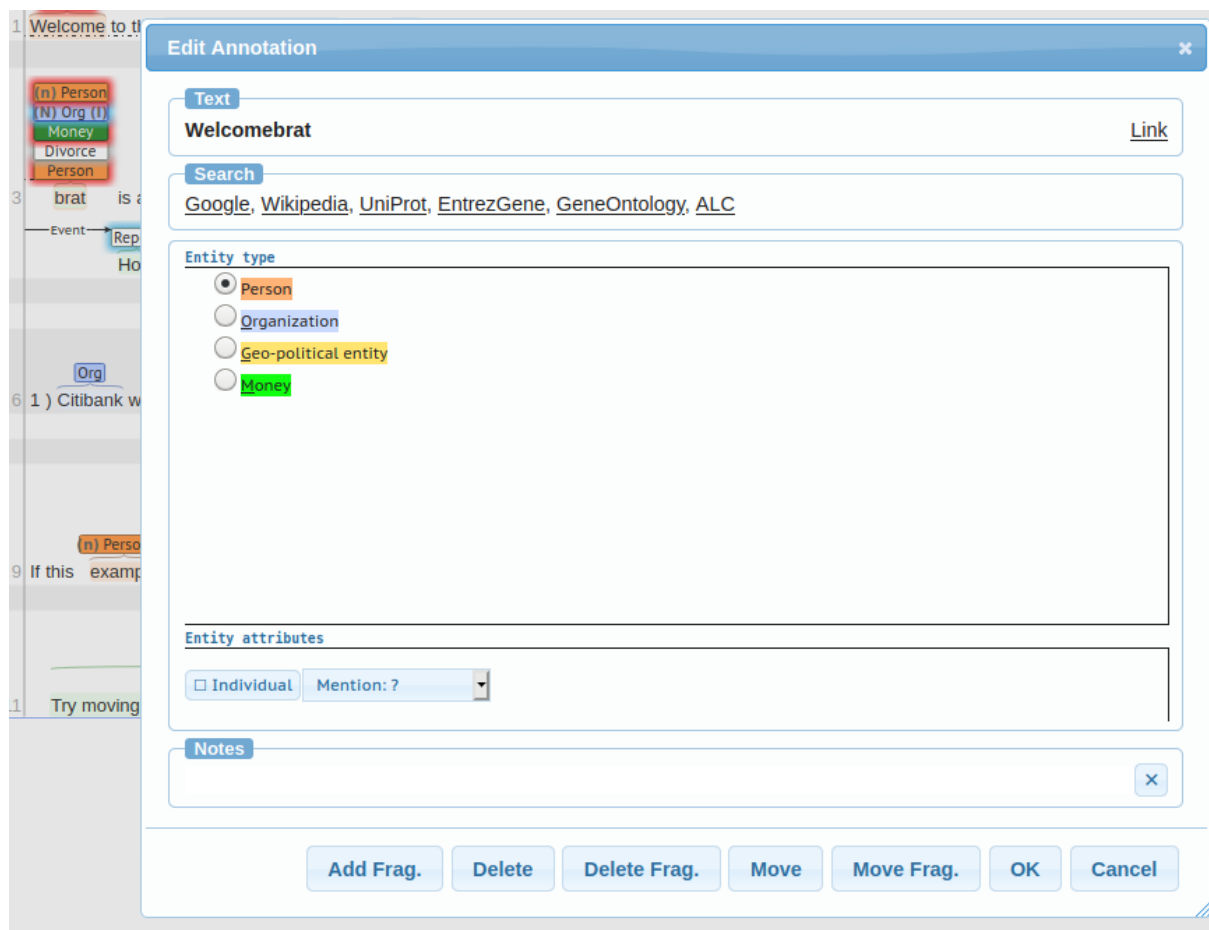 1 Welcome to th
Edit Annotation
×
(n) Person
(N) Org (I)
Money
Divorce
Person
3 brat is a
Event
Rep
Ho
Org
6 1 ) Citibank w
(n) Perso
9 If this examp
11 Try moving
Text
Welcomebrat Link
Search
Google, Wikipedia, UniProt, EntrezGene, GeneOntology, ALC
Entity type
Person
Organization
Geo-political entity
Money
Entity attributes
Individual Mention: ?
Notes
×
Add Frag. Delete Delete Frag. Move Move Frag. OK Cancel